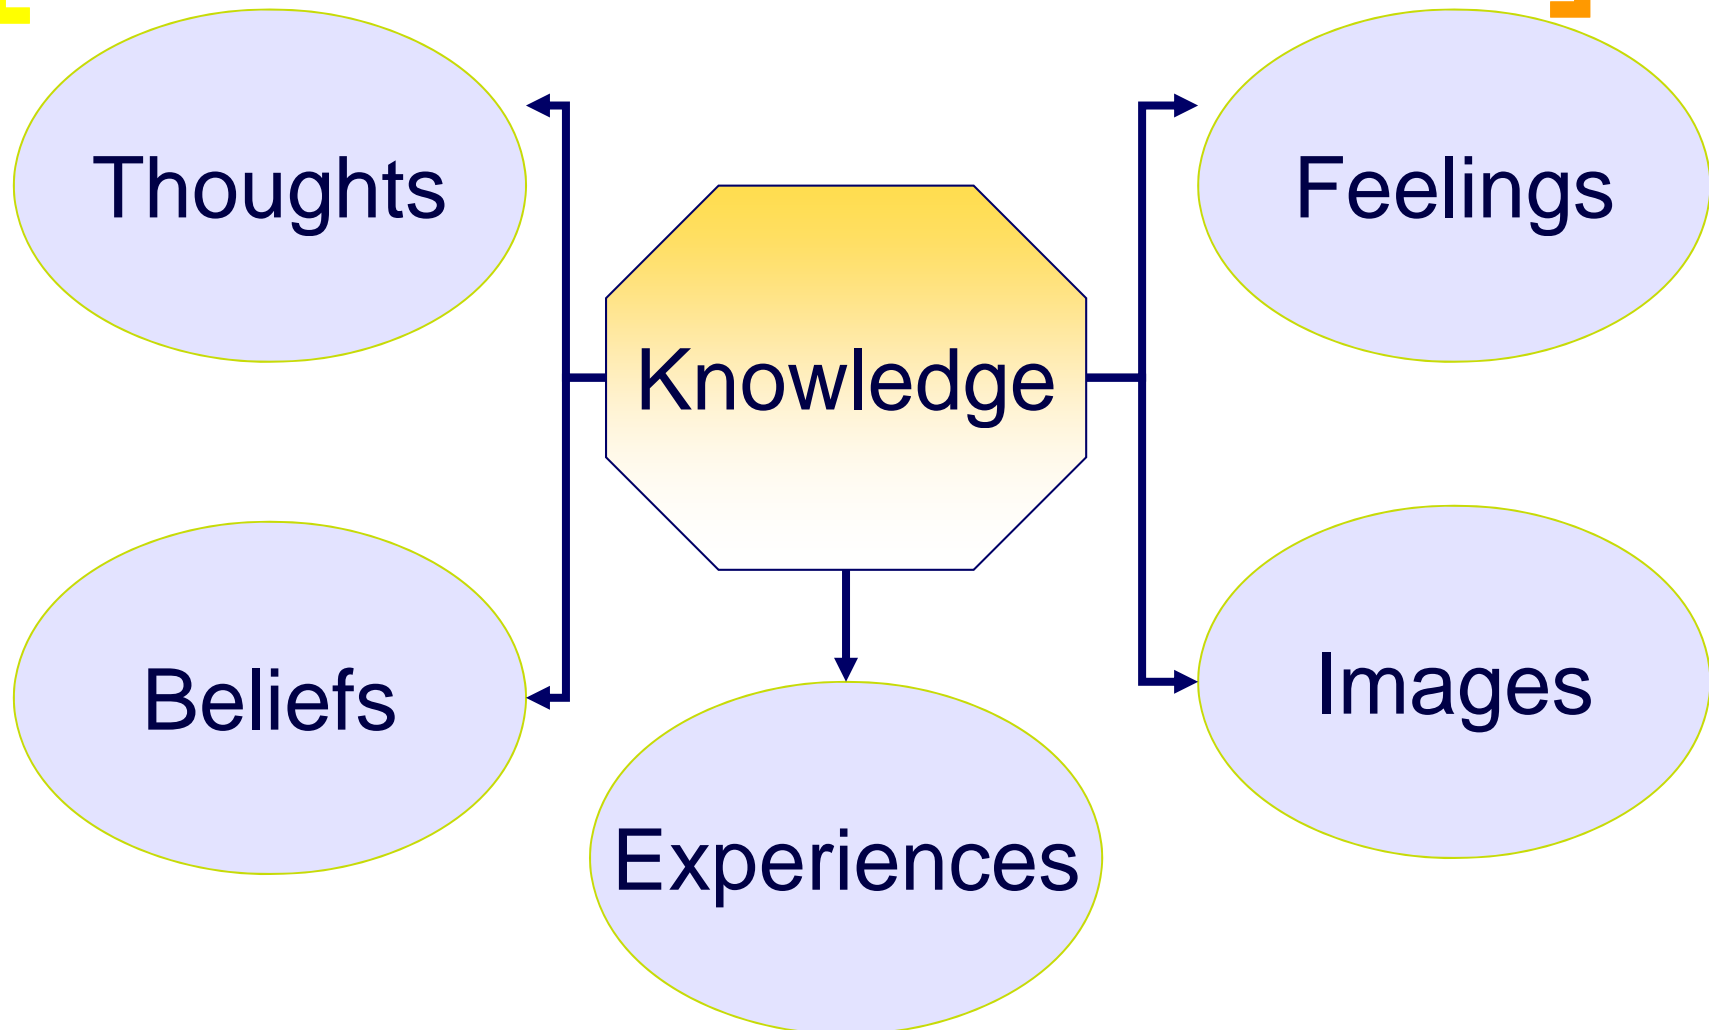 Thoughts
Feelings
Knowledge
Beliefs
Images
Experiences